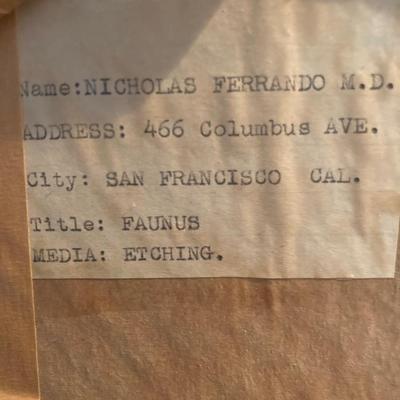 Name:NICHOLAS FERRANDO M.D.
ADDRESS: 466 Columbus AVE.
City: SAN FRANCISCO CAL.
Title: FAUNUS
MEDIA: ETCHING.